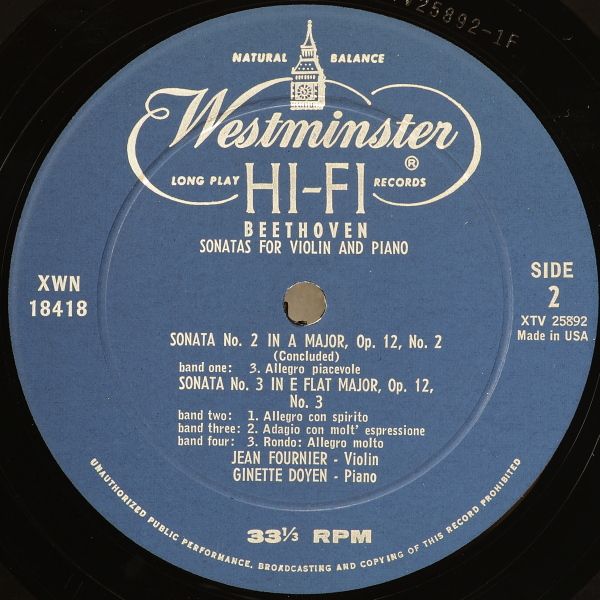 XTV25892-1F
NATURAL BALANCE
Westminster
®
LONG PLAY HI-FI RECORDS
BEETHOVEN
SONATAS FOR VIOLIN AND PIANO
XWN
18418
SIDE
2
XTV 25892
Made in USA
SONATA No. 2 IN A MAJOR, Op. 12, No. 2
(Concluded)
band one: 3. Allegro piacevole
SONATA No. 3 IN E FLAT MAJOR, Op. 12,
No. 3
band two: 1. Allegro con spirito
band three: 2. Adagio con molt' espressione
band four: 3. Rondo: Allegro molto
JEAN FOURNIER - Violin
GINETTE DOYEN - Piano
33⅓ RPM
UNAUTHORIZED PUBLIC PERFORMANCE, BROADCASTING AND COPYING OF THIS RECORD PROHIBITED